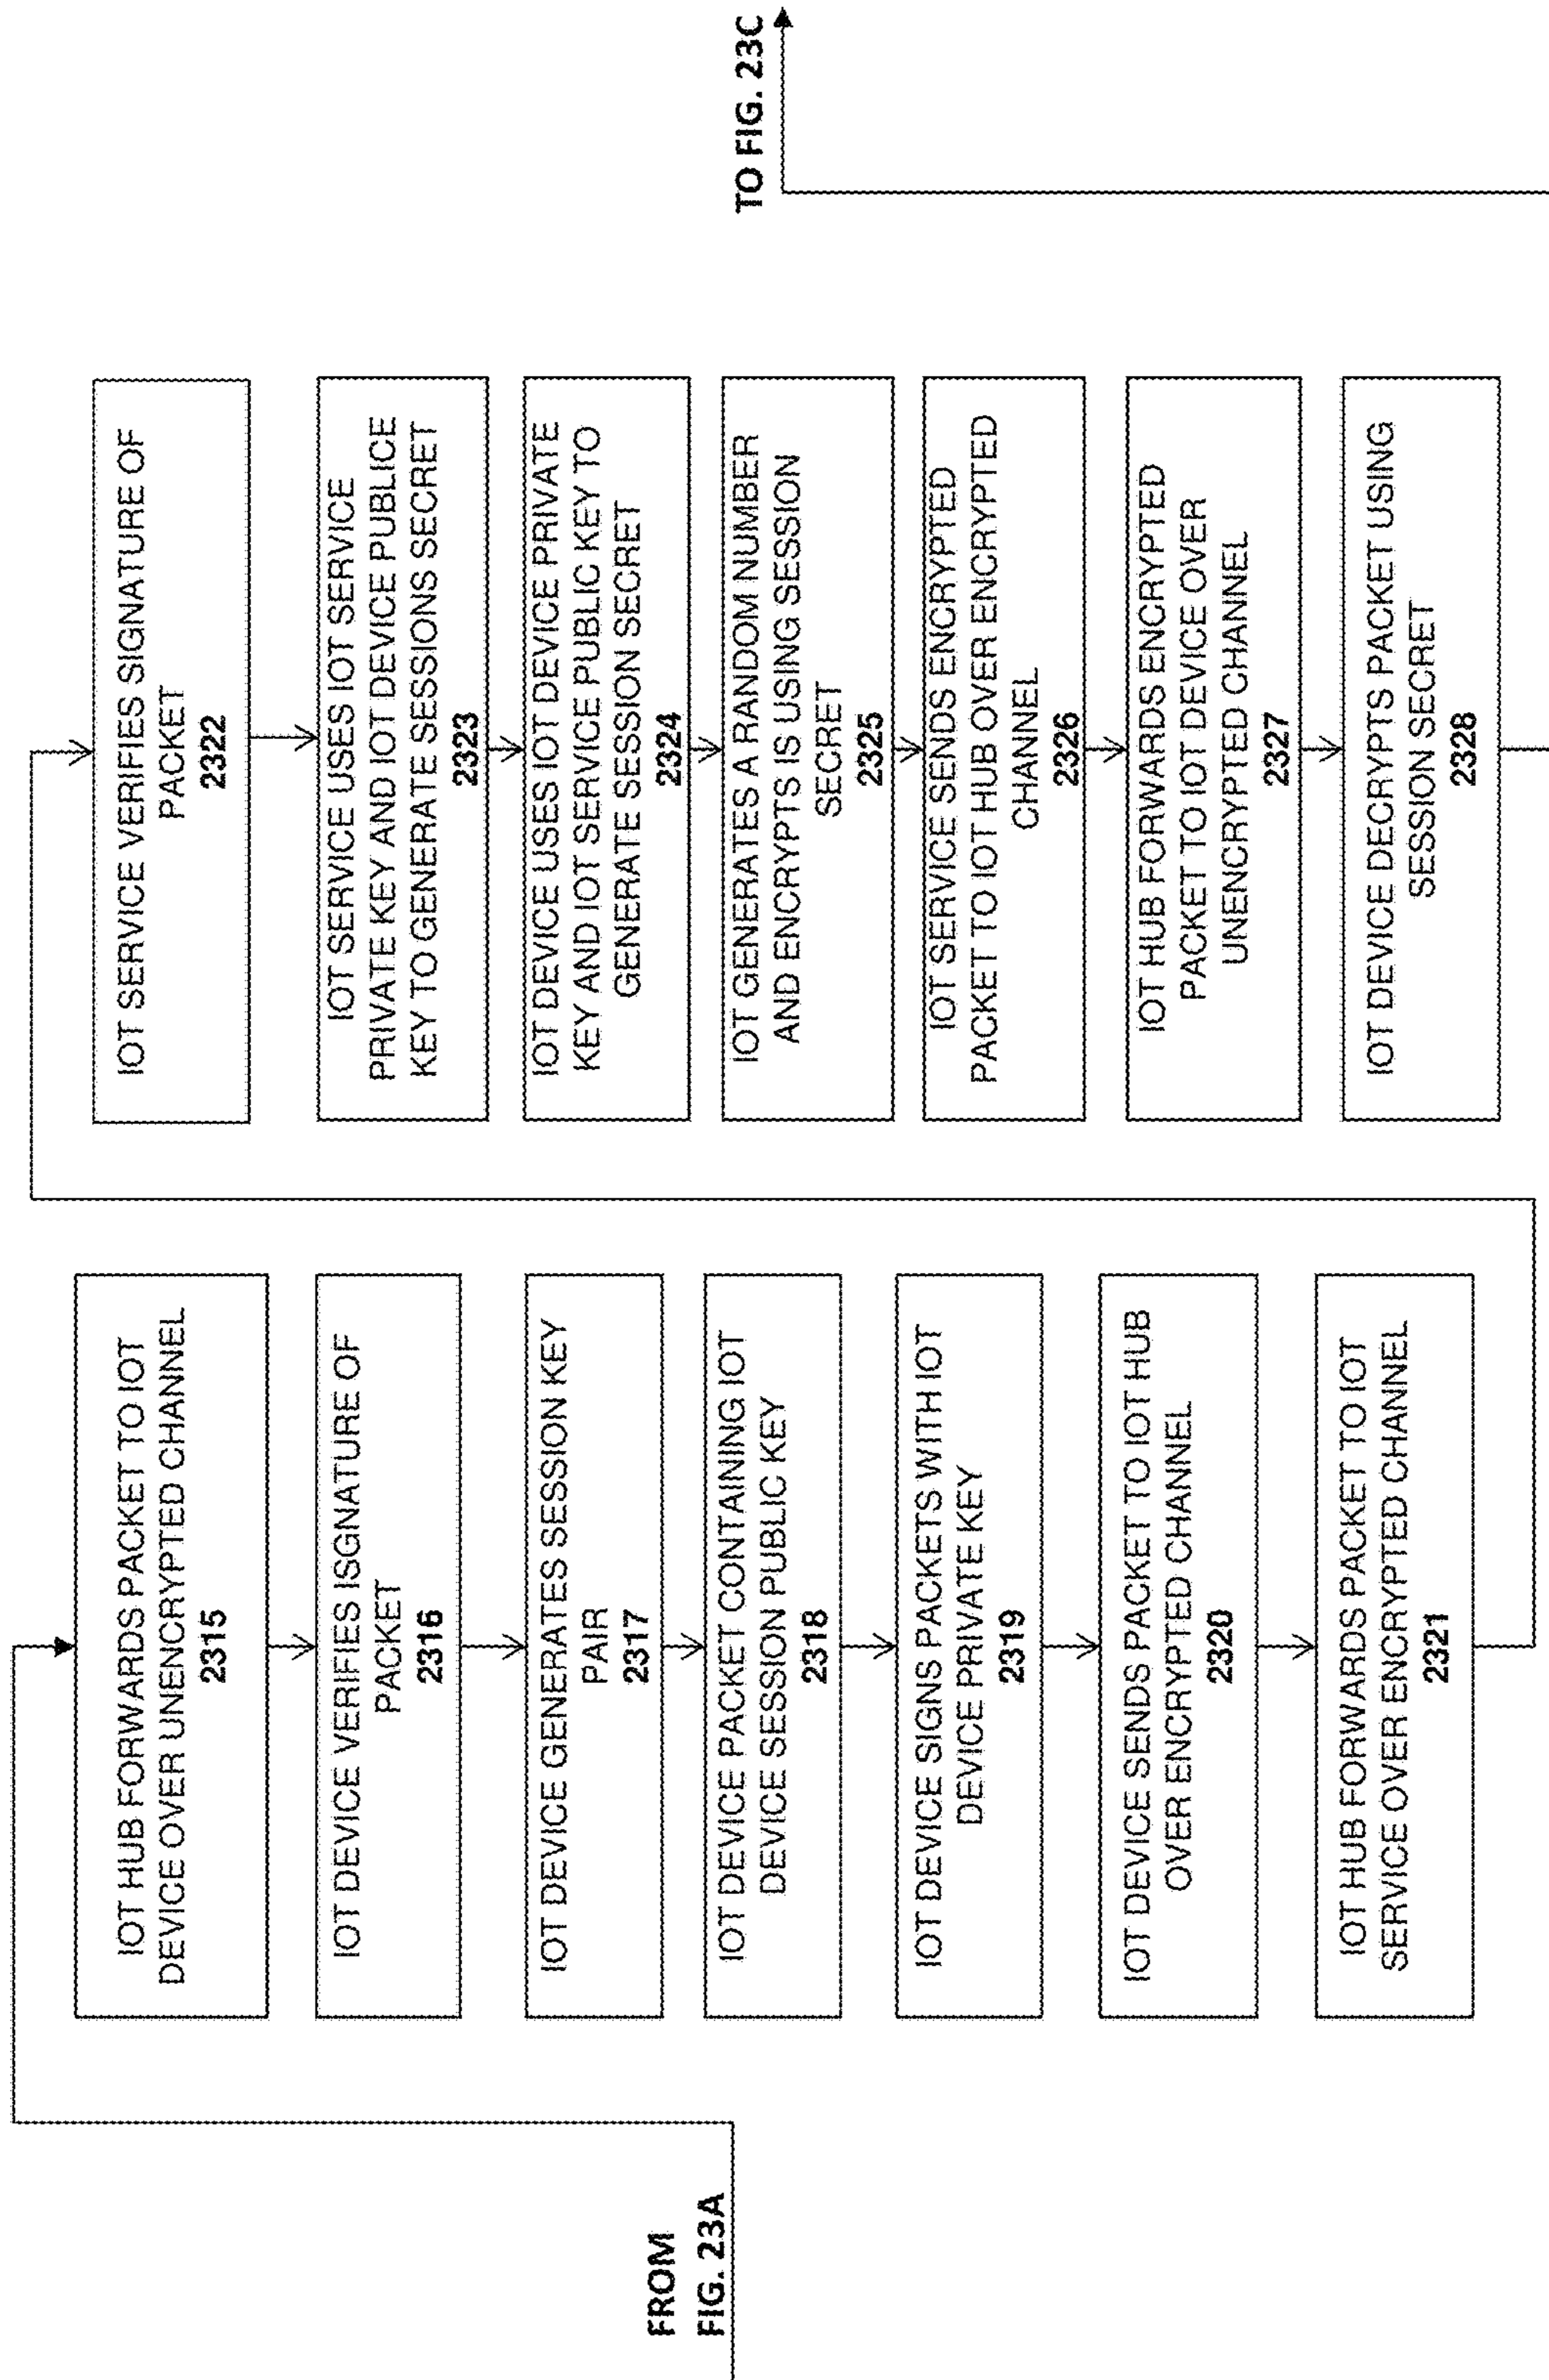 FROM
FIG. 23A
IOT HUB FORWARDS PACKET TO IOT
DEVICE OVER UNENCRYPTED CHANNEL
2315
IOT DEVICE VERIFIES ISGNATURE OF
PACKET
2316
IOT DEVICE GENERATES SESSION KEY
PAIR
2317
IOT DEVICE PACKET CONTAINING IOT
DEVICE SESSION PUBLIC KEY
2318
IOT DEVICE SIGNS PACKETS WITH IOT
DEVICE PRIVATE KEY
2319
IOT DEVICE SENDS PACKET TO IOT HUB
OVER ENCRYPTED CHANNEL
2320
IOT HUB FORWARDS PACKET TO IOT
SERVICE OVER ENCRYPTED CHANNEL
2321
IOT SERVICE VERIFIES SIGNATURE OF
PACKET
2322
IOT SERVICE USES IOT SERVICE
PRIVATE KEY AND IOT DEVICE PUBLICE
KEY TO GENERATE SESSIONS SECRET
2323
IOT DEVICE USES IOT DEVICE PRIVATE
KEY AND IOT SERVICE PUBLIC KEY TO
GENERATE SESSION SECRET
2324
IOT GENERATES A RANDOM NUMBER
AND ENCRYPTS IS USING SESSION
SECRET
2325
IOT SERVICE SENDS ENCRYPTED
PACKET TO IOT HUB OVER ENCRYPTED
CHANNEL
2326
IOT HUB FORWARDS ENCRYPTED
PACKET TO IOT DEVICE OVER
UNENCRYPTED CHANNEL
2327
IOT DEVICE DECRYPTS PACKET USING
SESSION SECRET
2328
TO FIG. 23C